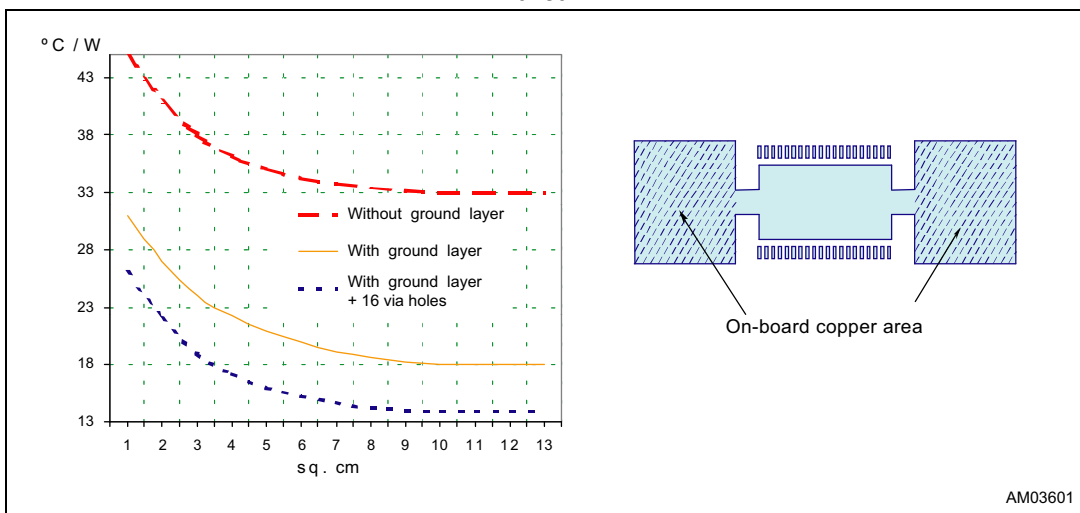 ° C / W
43
38
33
28
23
18
13
Without ground layer
With ground layer
With ground layer
+ 16 via holes
1 2 3 4 5 6 7 8 9 10 11 12 13
sq. cm
On-board copper area
AM03601